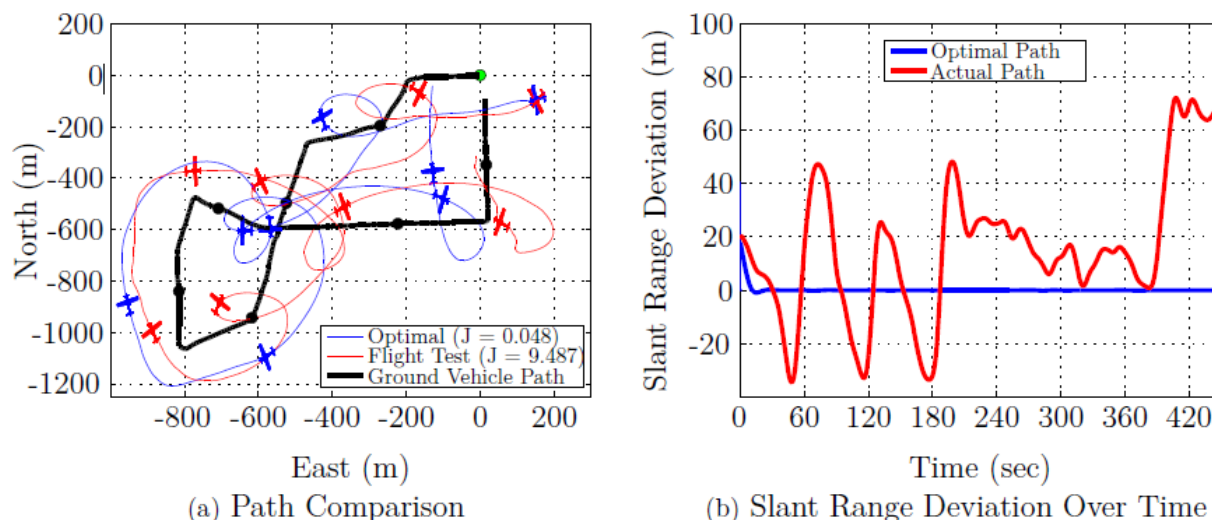 200
0
-200
-400
-600
-800
-1000
-1200
North (m)
-800 -600 -400 -200 0 200
East (m)
Optimal (J = 0.048)
Flight Test (J = 9.487)
Ground Vehicle Path
(a) Path Comparison
100
80
60
40
20
0
-20
Slant Range Deviation (m)
0 60 120 180 240 300 360 420
Time (sec)
Optimal Path
Actual Path
(b) Slant Range Deviation Over Time